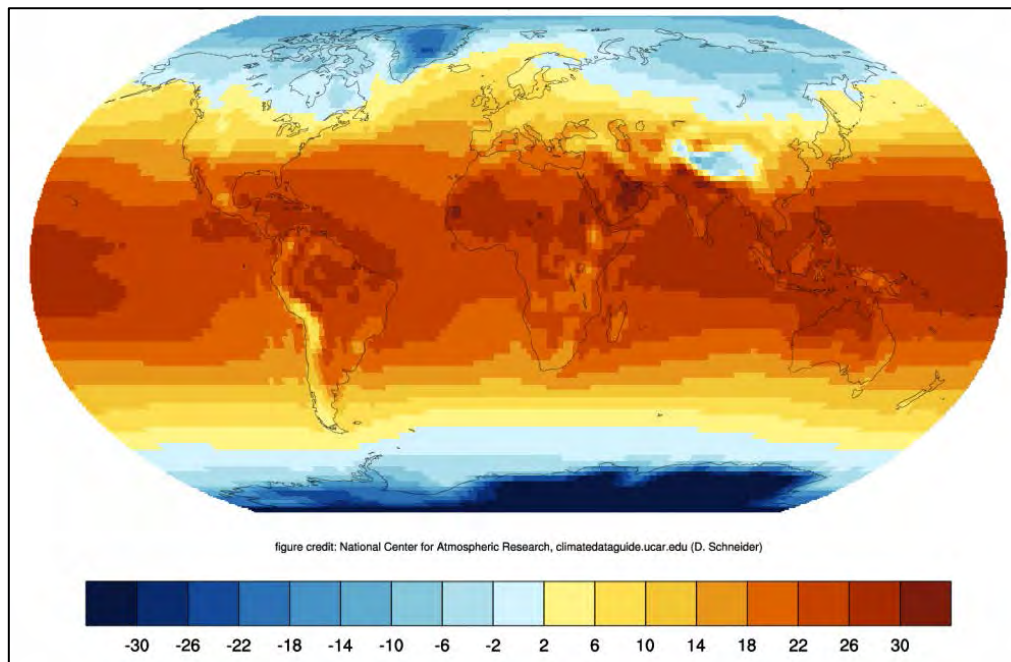 figure credit: National Center for Atmospheric Research, climatedataguide.ucar.edu (D. Schneider)
-30 -26 -22 -18 -14 -10 -6 -2 2 6 10 14 18 22 26 30